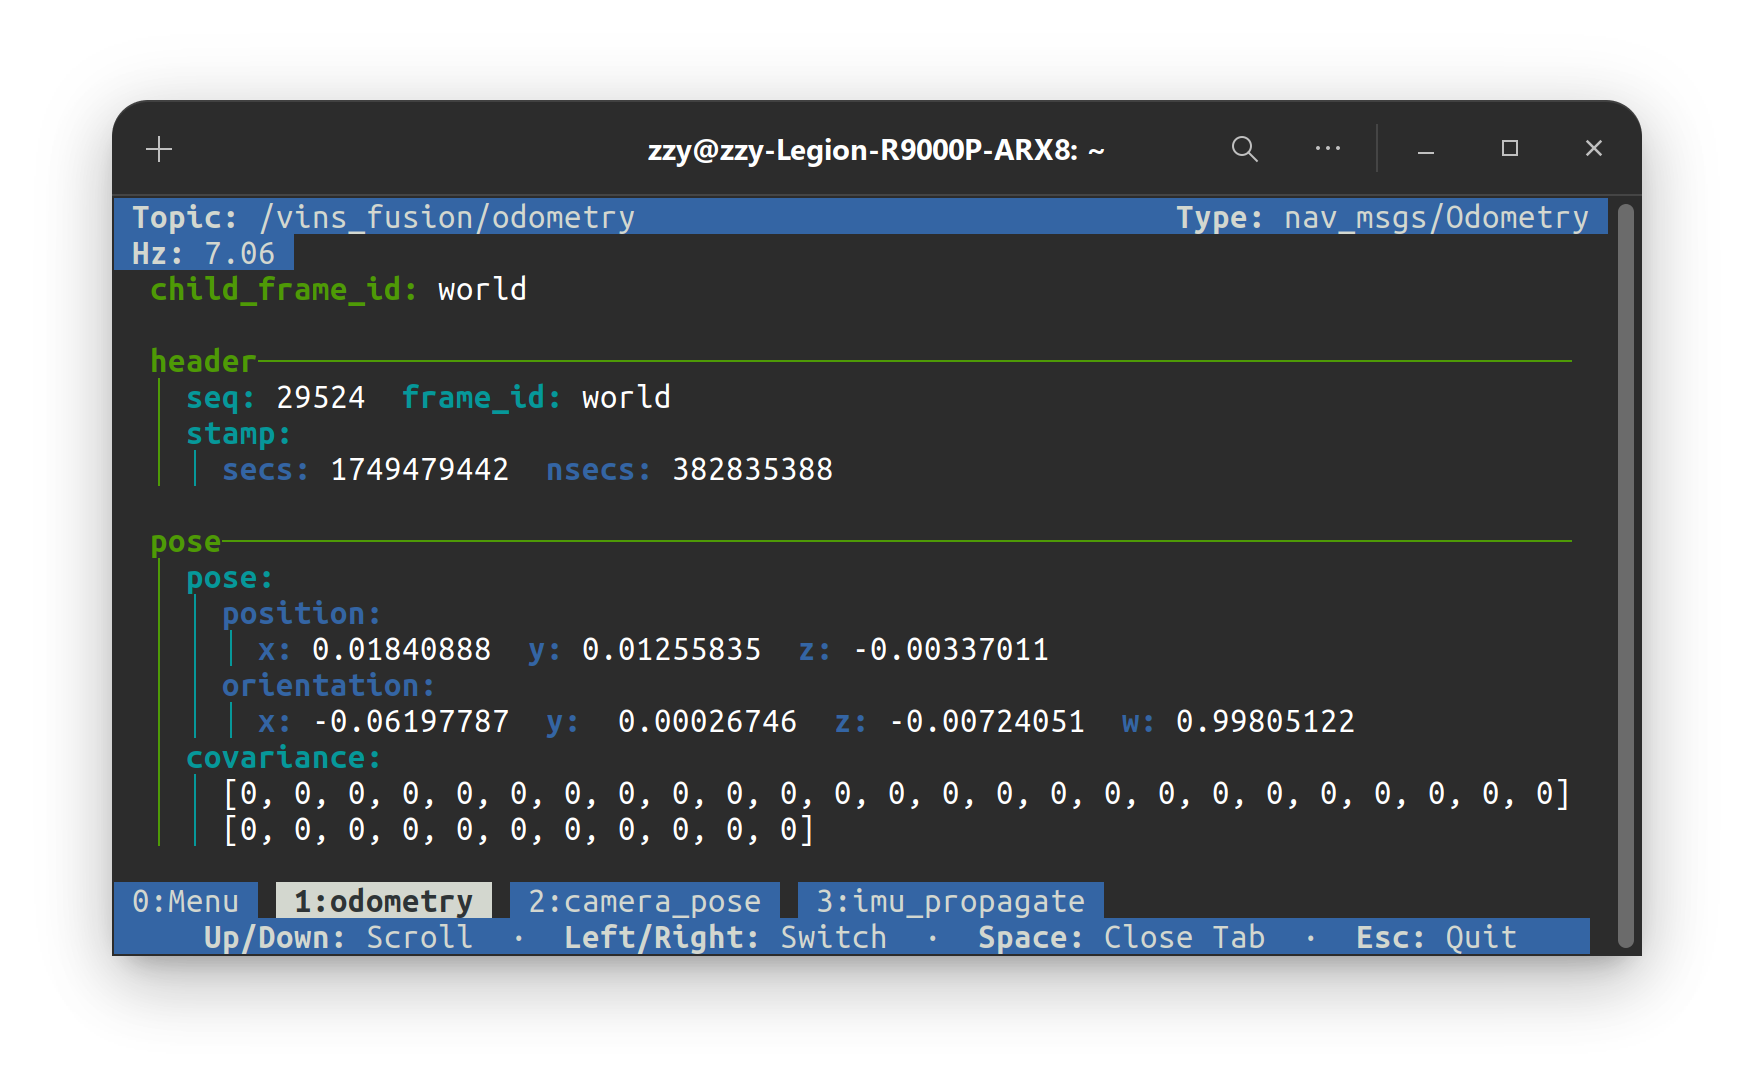 zzy@zzy-Legion-R9000P-ARX8: ~
Topic: /vins_fusion/odometry Type: nav_msgs/Odometry
Hz: 7.06
child_frame_id: world
header
seq: 29524 frame_id: world
stamp:
secs: 1749479442 nsecs: 382835388
pose
pose:
position:
x: 0.01840888 y: 0.01255835 z: -0.00337011
orientation:
x: -0.06197787 y: 0.00026746 z: -0.00724051 w: 0.99805122
covariance:
[0, 0, 0, 0, 0, 0, 0, 0, 0, 0, 0, 0, 0, 0, 0, 0, 0, 0, 0, 0, 0, 0, 0, 0, 0]
[0, 0, 0, 0, 0, 0, 0, 0, 0, 0, 0]
0:Menu 1:odometry 2:camera_pose 3:imu_propagate
Up/Down: Scroll · Left/Right: Switch · Space: Close Tab · Esc: Quit